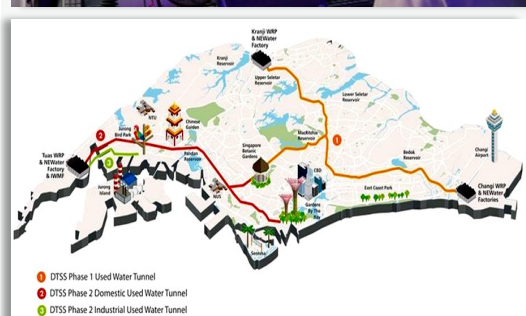 Kranji WRP
& NEWater
Factory
Kranji
Reservoir
Upper Seletar
Reservoir
Lower Seletar
Reservoir
NTU
Jurong
Bird Park
Chinese
Garden
2
3
Tuas WRP
& NEWater
Factory
& IWMF
Jurong
Island
Pandan
Reservoir
Singapore
Botanic
Gardens
MacRitchie
Reservoir
1
Bedok
Reservoir
Changi
Airport
NUS
CBD
Gardens
By The
Bay
East Coast Park
Changi WRP
& NEWater
Factories
Sentosa
1 DTSS Phase 1 Used Water Tunnel
2 DTSS Phase 2 Domestic Used Water Tunnel
3 DTSS Phase 2 Industrial Used Water Tunnel